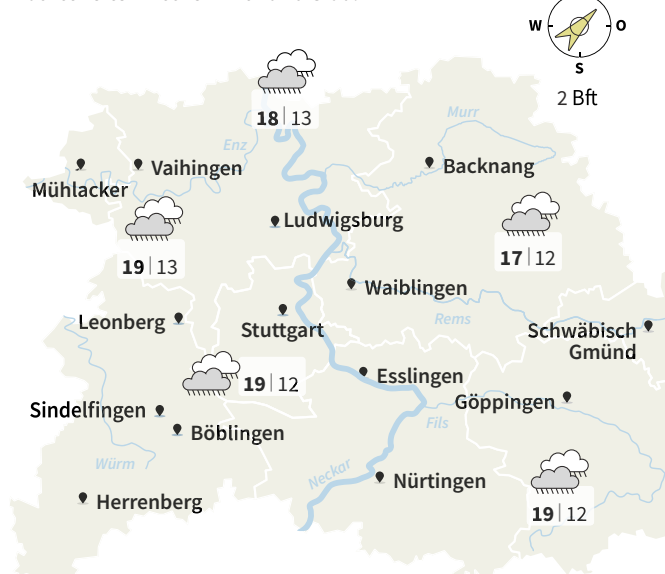 W
O
S
2 Bft
18 | 13
Murr
Enz
Backnang
Vaihingen
Mühlacker
Ludwigsburg
19 | 13
17 | 12
Waiblingen
Leonberg
Stuttgart
Rems
Schwäbisch
Gmünd
Esslingen
19 | 12
Göppingen
Sindelfingen
Böblingen
Fils
Würm
Neckar
Nürtingen
Herrenberg
19 | 12